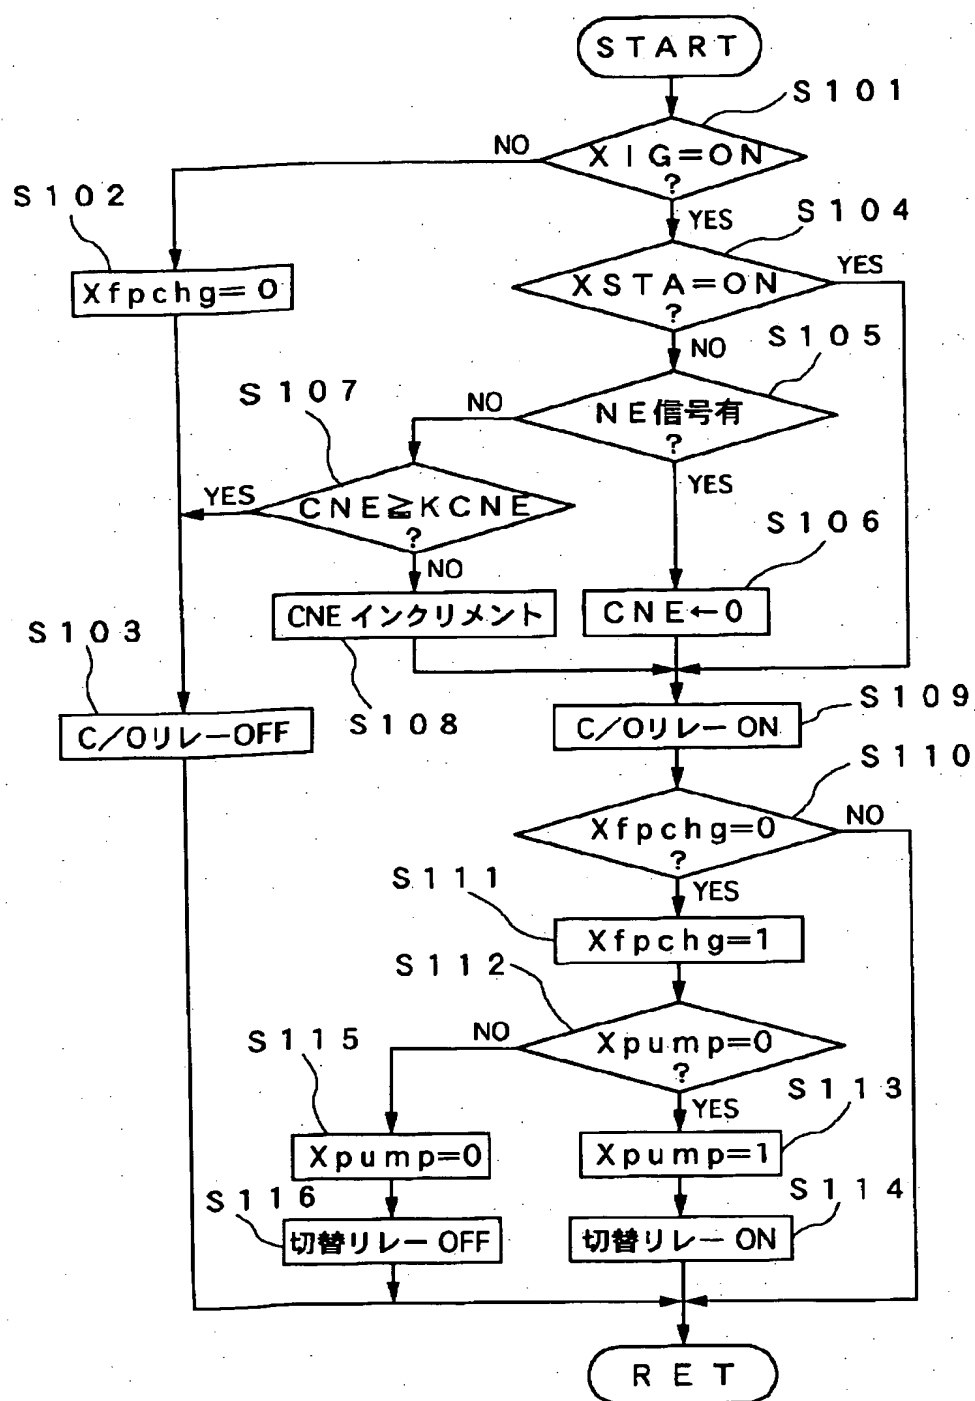 START
S101
XIG=ON
?
NO
YES
S102
Xfpchg=0
S104
XSTA=ON
?
YES
NO
S105
NE信号有
?
NO
YES
S107
CNE≧KCNE
?
YES
NO
S106
CNE←0
CNEインクリメント
S108
S103
C/OリレーOFF
S109
C/OリレーON
S110
Xfpchg=0
?
NO
YES
S111
Xfpchg=1
S112
Xpump=0
?
NO
YES
S115
Xpump=0
S113
Xpump=1
S116
切替リレーOFF
S114
切替リレーON
RET